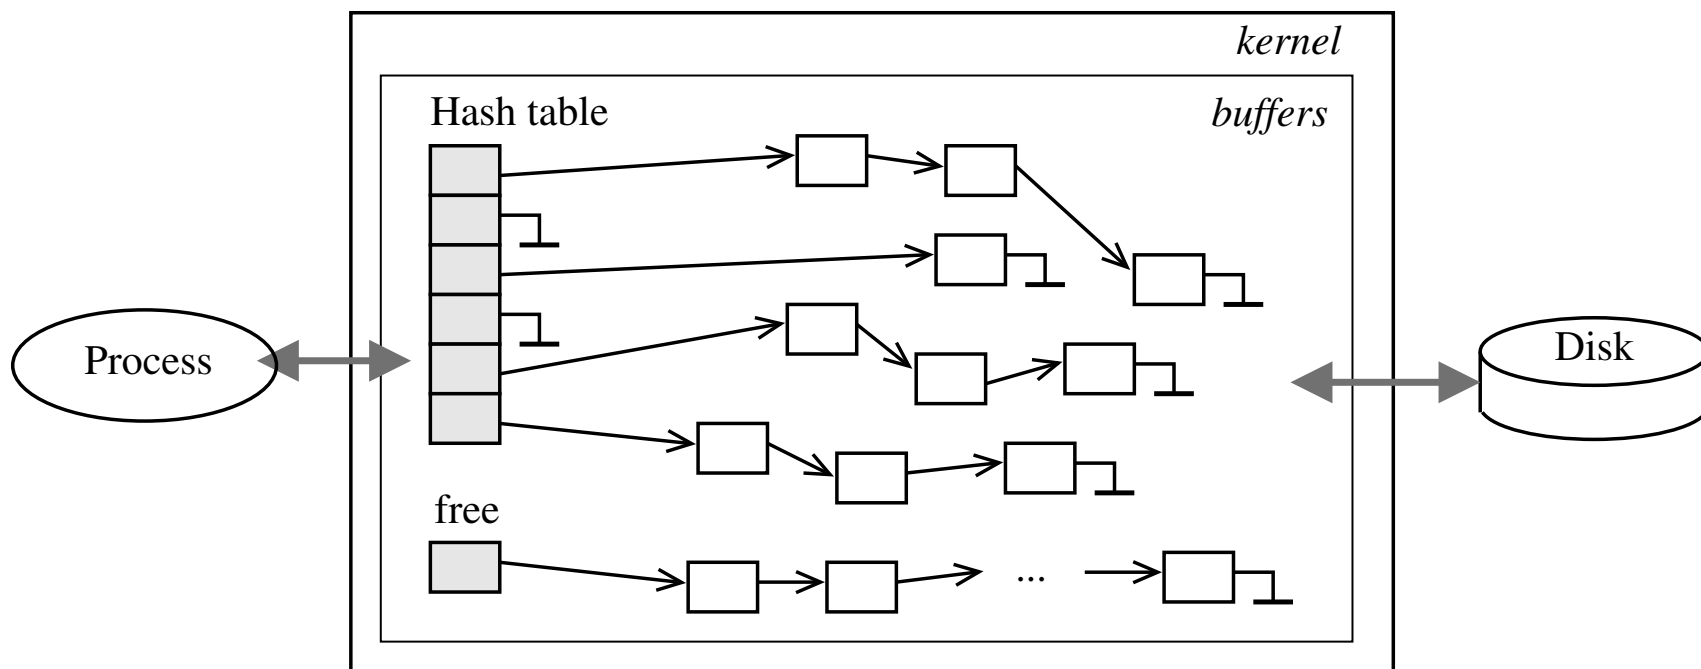 kernel
Hash table
buffers
Process
Disk
free
...